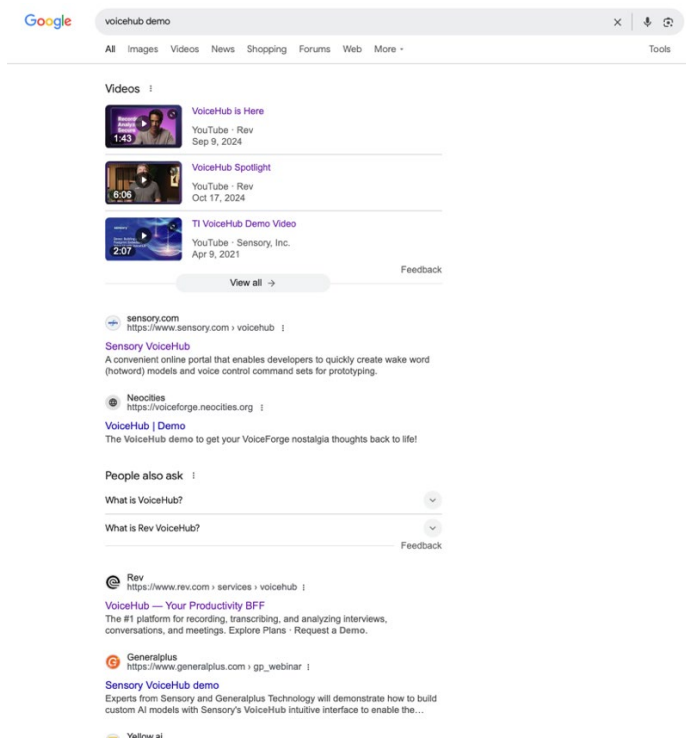 Google
voicehub demo
All Images Videos News Shopping Forums Web More Tools
Videos
VoiceHub is Here
YouTube · Rev
Sep 9, 2024
1:43
VoiceHub Spotlight
YouTube · Rev
Oct 17, 2024
6:06
TI VoiceHub Demo Video
YouTube · Sensory, Inc.
Apr 9, 2021
2:07
Feedback
View all →
sensory.com
https://www.sensory.com › voicehub
Sensory VoiceHub
A convenient online portal that enables developers to quickly create wake word
(hotword) models and voice control command sets for prototyping.
Neocities
https://voiceforge.neocities.org
VoiceHub | Demo
The VoiceHub demo to get your VoiceForge nostalgia thoughts back to life!
People also ask
What is VoiceHub?
What is Rev VoiceHub?
Feedback
Rev
https://www.rev.com › services › voicehub
VoiceHub — Your Productivity BFF
The #1 platform for recording, transcribing, and analyzing interviews,
conversations, and meetings. Explore Plans · Request a Demo.
Generalplus
https://www.generalplus.com › gp_webinar
Sensory VoiceHub demo
Experts from Sensory and Generalplus Technology will demonstrate how to build
custom AI models with Sensory's VoiceHub intuitive interface to enable the...
Yellow.ai